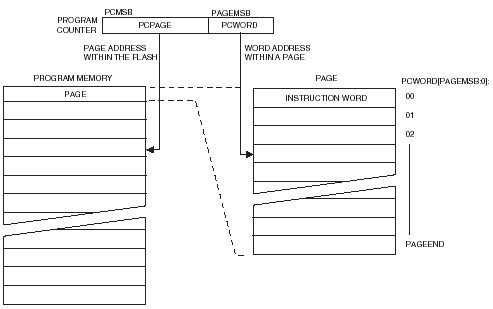 PCMSB PAGEMSB
PROGRAM
COUNTER
PCPAGE PCWORD
PAGE ADDRESS
WITHIN THE FLASH
WORD ADDRESS
WITHIN A PAGE
PROGRAM MEMORY
PAGE
PAGE
PCWORD[PAGEMSB:0]:
INSTRUCTION WORD
00
01
02
PAGEEND